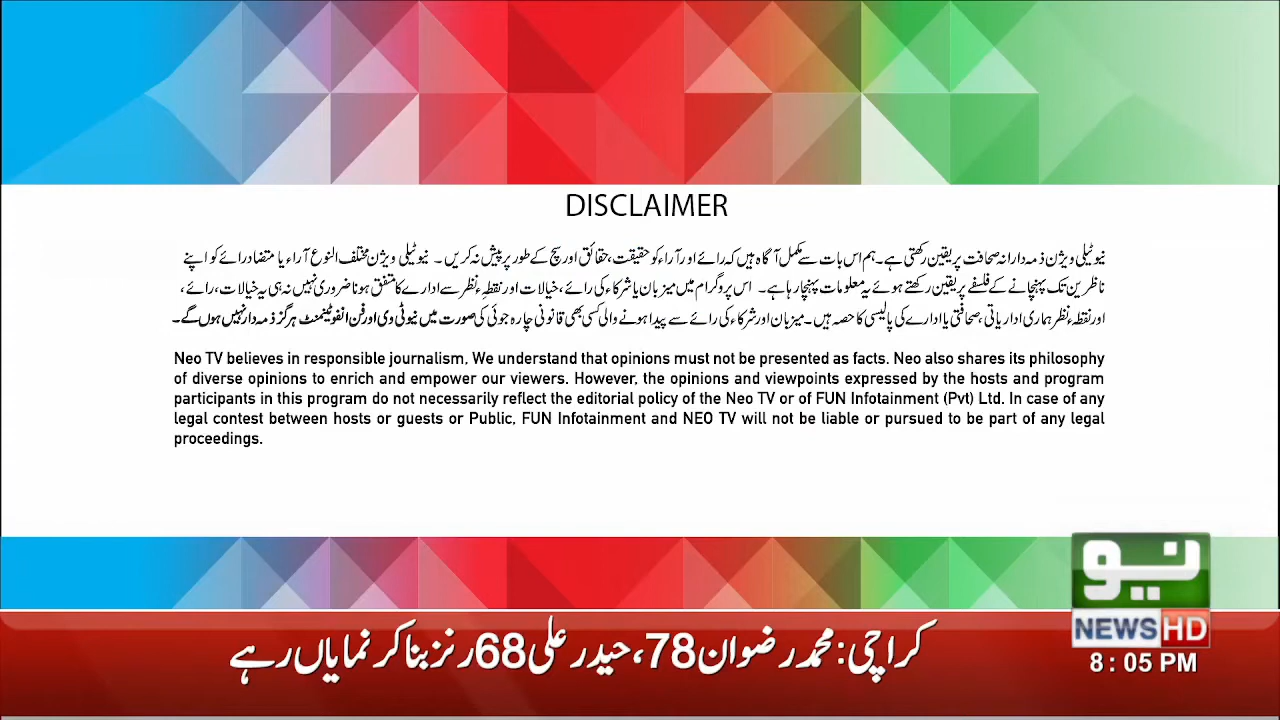 DISCLAIMER
نیو ٹیلی ویژن ذمہ دارانہ صحافت پر یقین رکھتی ہے۔ ہم اس بات سے مکمل آگاہ ہیں کہ رائے اور آراء کو حقیقت، حقائق اور سچ کے طور پر پیش نہ کریں ۔ نیو ٹیلی ویژن مختلف النوع آراء یا متضاد رائے کو اپنے
ناظرین تک پہنچانے کے فلسفے پر یقین رکھتے ہوئے یہ معلومات پہنچا رہا ہے۔ اس پروگرام میں میزبان یا شرکاء کی رائے، خیالات اور نقطہء نظر سے ادارے کا متفق ہونا ضروری نہیں نہ ہی یہ خیالات، رائے،
اور نقطہء نظر ہماری ادارياتی، صحافتی یا ادارے کی پالیسی کا حصہ ہیں۔ میزبان اور شرکاء کی رائے سے پیدا ہونے والی کسی بھی قانونی چارہ جوئی کی صورت میں نیو ٹی وی اور فن انفوٹینمنٹ ہرگز ذمہ دار نہیں ہوں گے۔
Neo TV believes in responsible journalism, We understand that opinions must not be presented as facts. Neo also shares its philosophy
of diverse opinions to enrich and empower our viewers. However, the opinions and viewpoints expressed by the hosts and program
participants in this program do not necessarily reflect the editorial policy of the Neo TV or of FUN Infotainment (Pvt) Ltd. In case of any
legal contest between hosts or guests or Public, FUN Infotainment and NEO TV will not be liable or pursued to be part of any legal
proceedings.
نیو
NEWS HD
8:05 PM
کراچی: محمد رضوان 78، حیدر علی 68 رنز بنا کر نمایاں رہے